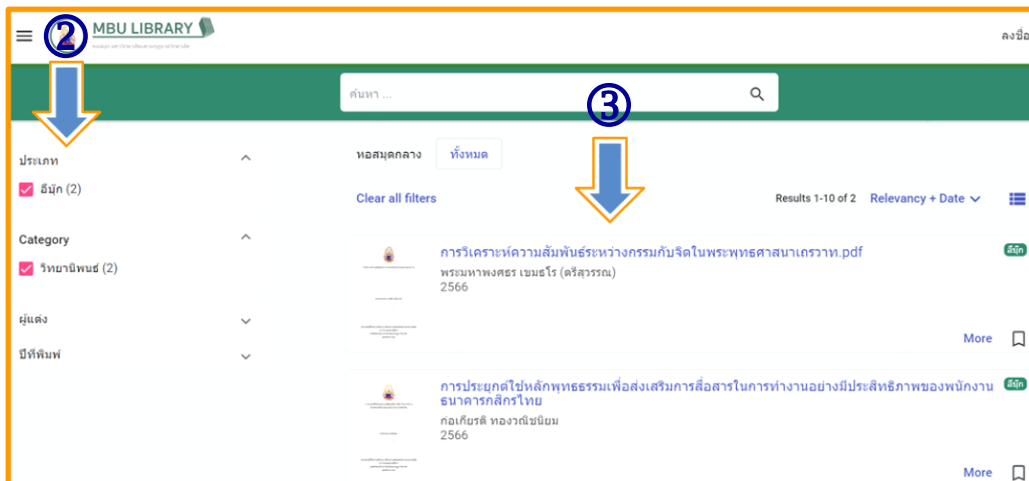 ②
MBU LIBRARY
ลงชื่อ
ค้นหา ...
③
ประเภท
อีบุ๊ก (2)
Category
วิทยานิพนธ์ (2)
ผู้แต่ง
ปีที่พิมพ์
หอสมุดกลาง ทั้งหมด
Clear all filters Results 1-10 of 2 Relevancy + Date
การวิเคราะห์ความสัมพันธ์ระหว่างกรรมกับจิตในพระพุทธศาสนาเถรวาท.pdf อีบุ๊ก
พระมหาพงศธร เขมธโร (ตรีสุวรรณ)
2566
More
การประยุกต์ใช้หลักพุทธธรรมเพื่อส่งเสริมการสื่อสารในการทำงานอย่างมีประสิทธิภาพของพนักงาน อีบุ๊ก
ธนาคารกสิกรไทย
ก่อเกียรติ ทองวณิชนิยม
2566
More